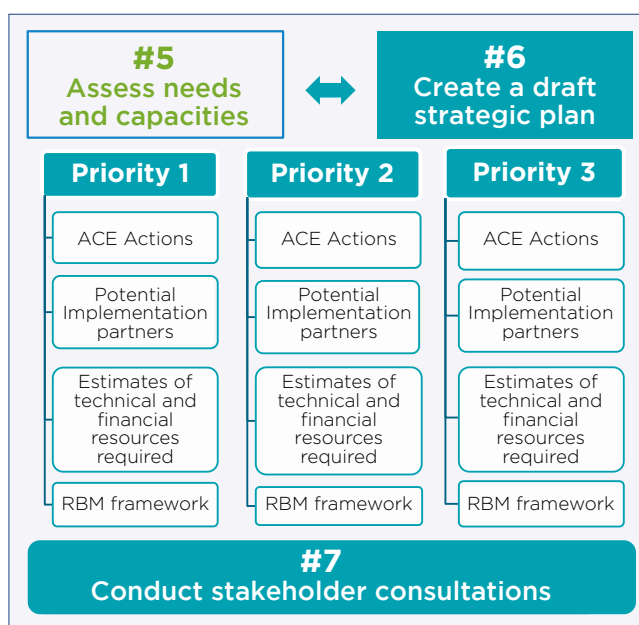 #5
Assess needs
and capacities
#6
Create a draft
strategic plan
Priority 1
ACE Actions
Potential
Implementation
partners
Estimates of
technical and
financial
resources
required
RBM framework
Priority 2
ACE Actions
Potential
Implementation
partners
Estimates of
technical and
financial
resources
required
RBM framework
Priority 3
ACE Actions
Potential
Implementation
partners
Estimates of
technical and
financial
resources
required
RBM framework
#7
Conduct stakeholder consultations